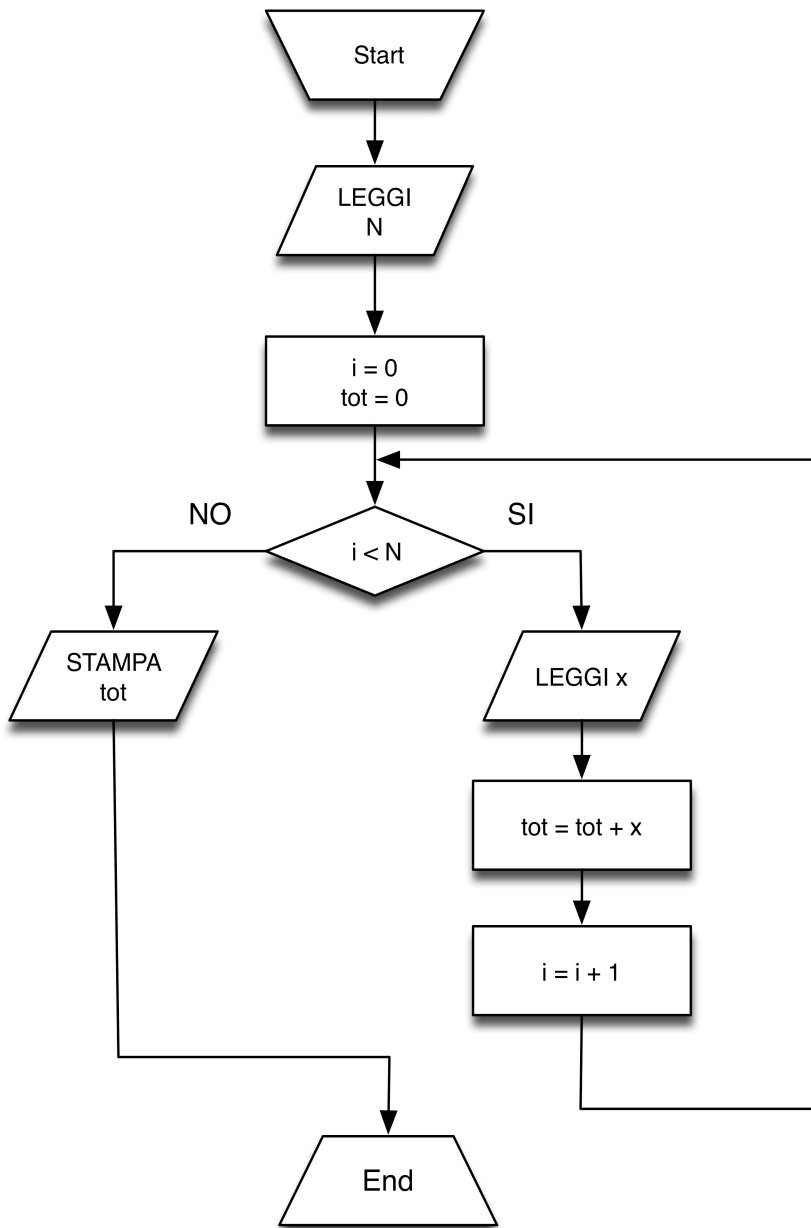 Start
LEGGI
N
i = 0
tot = 0
NO
SI
i < N
STAMPA
tot
LEGGI x
tot = tot + x
i = i + 1
End